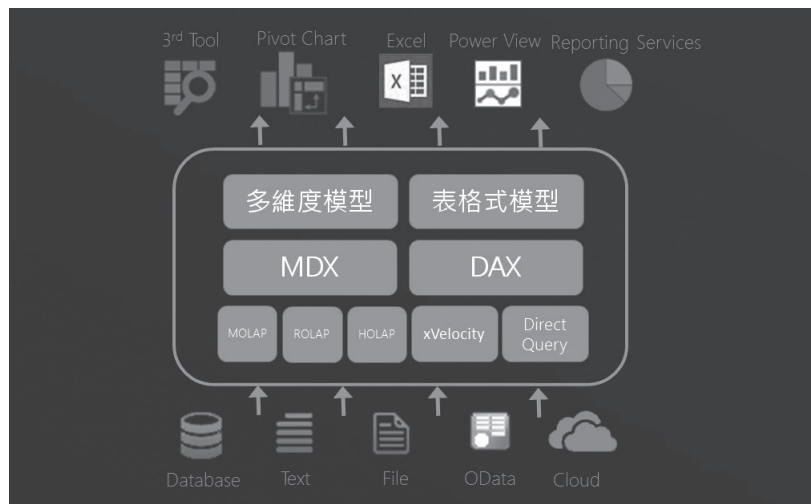 3rd Tool
Pivot Chart
Excel
Power View
Reporting Services
多維度模型
表格式模型
MDX
DAX
MOLAP
ROLAP
HOLAP
xVelocity
Direct
Query
Database
Text
File
OData
Cloud